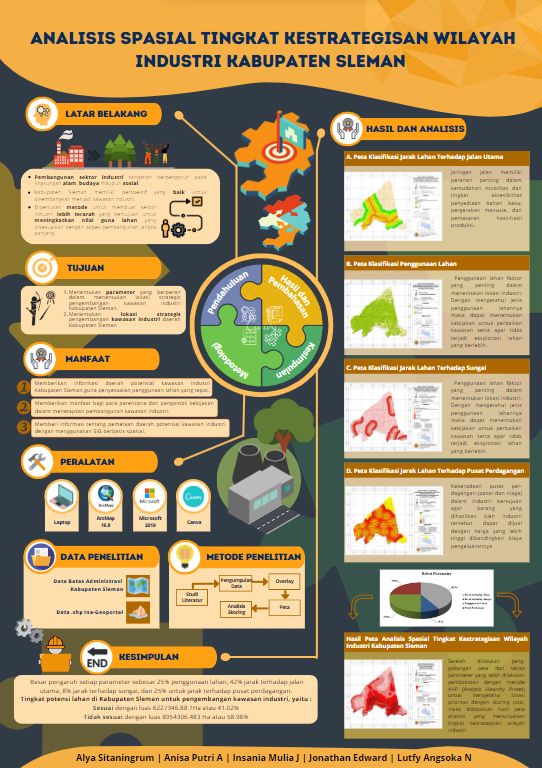 ANALISIS SPASIAL TINGKAT KESTRATEGISAN WILAYAH
INDUSTRI KABUPATEN SLEMAN
LATAR BELAKANG
Pembangunan sektor industri sangatlah berpengaruh pada
lingkungan alam, budaya maupun sosial
Kabupaten Sleman memiliki perspektif yang baik untuk
dikembangkan menjadi kawasan industri.
Diperlukan metode untuk membuat sektor
industri lebih terarah yang bertujuan untuk
meningkatkan nilai guna lahan yang
disesuaikan dengan aspek pembangunan jangka
panjang.
TUJUAN
1. Menentukan parameter yang berperan
dalam menentukan lokasi strategis
pengembangan kawasan industri
Kabupaten Sleman
2. Menentukan lokasi strategis
pengembangan kawasan industri daerah
Kabupaten Sleman
MANFAAT
1 Memberikan informasi daerah potensial kawasan industri
Kabupaten Sleman guna penyesuaian penggunaan lahan yang tepat.
2 Memberikan manfaat bagi para perencana dan pengambil kebijakan
dalam menetapkan pembangunan kawasan industri.
3 Memberi informasi tentang pemetaan daerah potensial kawasan industri
dengan menggunakan SIG berbasis spasial.
PERALATAN
Laptop
ArcMap
ArcMap
10.8
Microsoft
Microsoft
2019
Canva
Canva
DATA PENELITIAN
Data Batas Administrasi
Kabupaten Sleman
Data .shp Ina-Geoportal
METODE PENELITIAN
Studi
Literatur
Pengumpulan
Data
Overlay
Analisis
Skoring
Peta
END
KESIMPULAN
Besar pengaruh setiap parameter sebesar 25% penggunaan lahan, 42% jarak terhadap jalan
utama, 8% jarak terhadap sungai, dan 25% untuk jarak terhadap pusat perdagangan.
Tingkat potensi lahan di Kabupaten Sleman untuk pengembangan kawasan industri, yaitu :
Sesuai dengan luas 6227346.88 /Ha atau 41.02%
Tidak sesuai dengan luas 8954306.483 Ha atau 58.98%
Pendahuluan
Hasil dan
Pembahasan
Metodologi
Kesimpulan
HASIL DAN ANALISIS
A. Peta Klasifikasi Jarak Lahan Terhadap Jalan Utama
Jaringan jalan memiliki
peranan penting dalam
kemudahan mobilitas dan
tingkat aksesibilitas
penyediaan bahan baku,
pergerakan manusia, dan
pemasaran hasil-hasil
produksi.
B. Peta Klasifikasi Penggunaan Lahan
Penggunaan lahan faktor
yang penting dalam
menentukan lokasi industri.
Dengan mengetahui jenis
penggunaan lahannya
maka dapat menentukan
kebijakan untuk perbaikan
kawasan serta agar tidak
terjadi eksploitasi lahan
yang berlebih.
C. Peta Klasifikasi Jarak Lahan Terhadap Sungai
Penggunaan lahan faktor
yang penting dalam
menentukan lokasi industri.
Dengan mengetahui jenis
penggunaan lahannya
maka dapat menentukan
kebijakan untuk perbaikan
kawasan serta agar tidak
terjadi eksploitasi lahan
yang berlebih.
D. Peta Klasifikasi Jarak Lahan Terhadap Pusat Perdagangan
Keberadaan pusat per-
dagangan (pasar dan niaga)
dalam industri bertujuan
agar barang yang
dihasilkan oleh industri
tersebut dapat dijual
dengan harga yang lebih
tinggi dibandingkan biaya
pengeluarannya
Bobot Parameter
Hasil Peta Analisis Spasial Tingkat Kestrategisan Wilayah
Industri Kabupaten Sleman
Setelah dilakukan peng-
gabungan peta dari setiap
parameter yang telah dilakukan
pembobotan dengan metode
AHP (Analysis Hierarchy Proses)
untuk mengetahui lokasi
prioritas dengan skoring total,
maka didapatkan hasil peta
analisis yang menunjukkan
tingkat kestrategisan wilayah
industri.
Alya Sitaningrum | Anisa Putri A | Insania Mulia J | Jonathan Edward | Lutfy Angsoka N